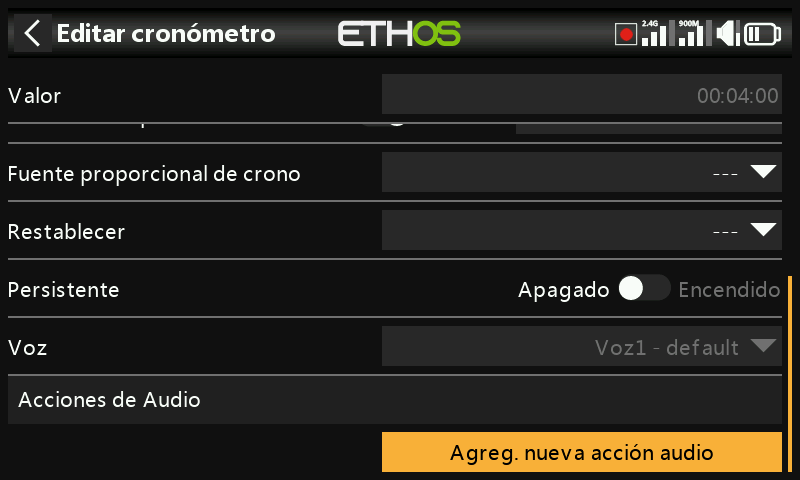 Editar cronómetro
ETHOS
2.4G
900M
Valor
00:04:00
Fuente proporcional de crono
---
Restablecer
---
Persistente
Apagado
Encendido
Voz
Voz1 - default
Acciones de Audio
Agreg. nueva acción audio